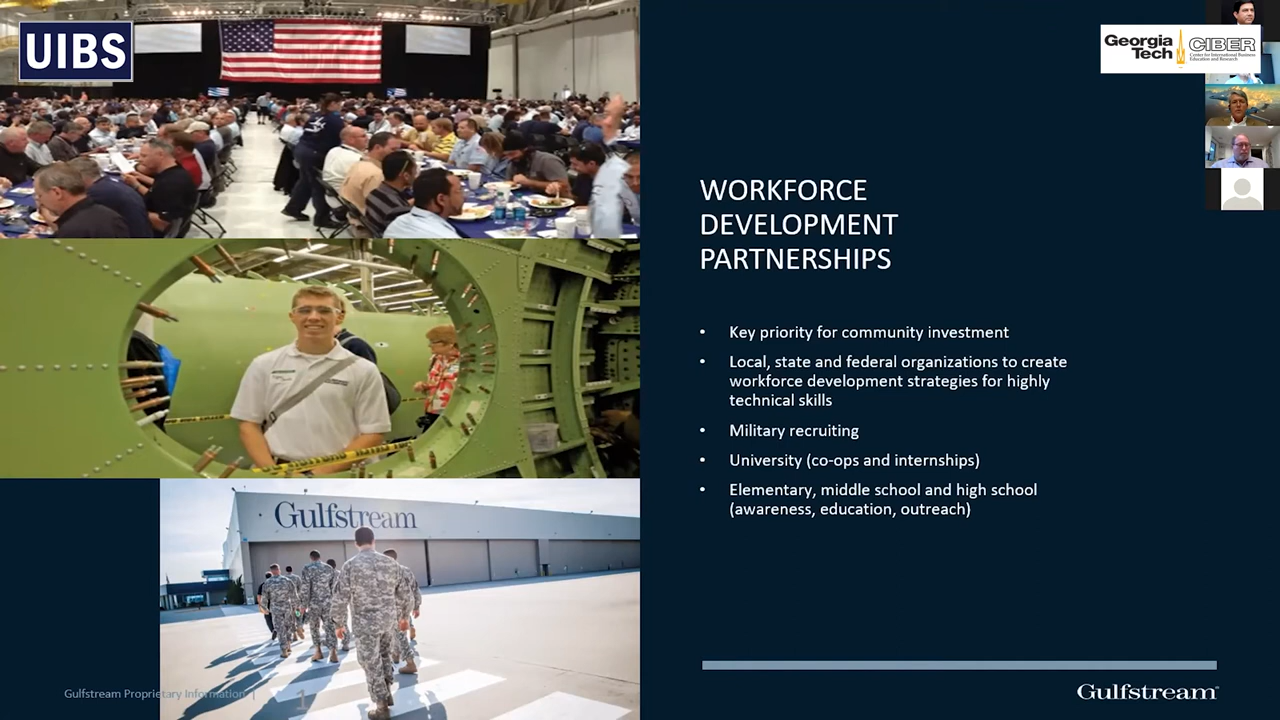 UIBS
Georgia
Tech
CIBER
Center for International Business
Education and Research
WORKFORCE
DEVELOPMENT
PARTNERSHIPS
• Key priority for community investment
• Local, state and federal organizations to create
workforce development strategies for highly
technical skills
• Military recruiting
• University (co-ops and internships)
• Elementary, middle school and high school
(awareness, education, outreach)
Gulfstream
Gulfstream Proprietary Information |
1
Gulfstream